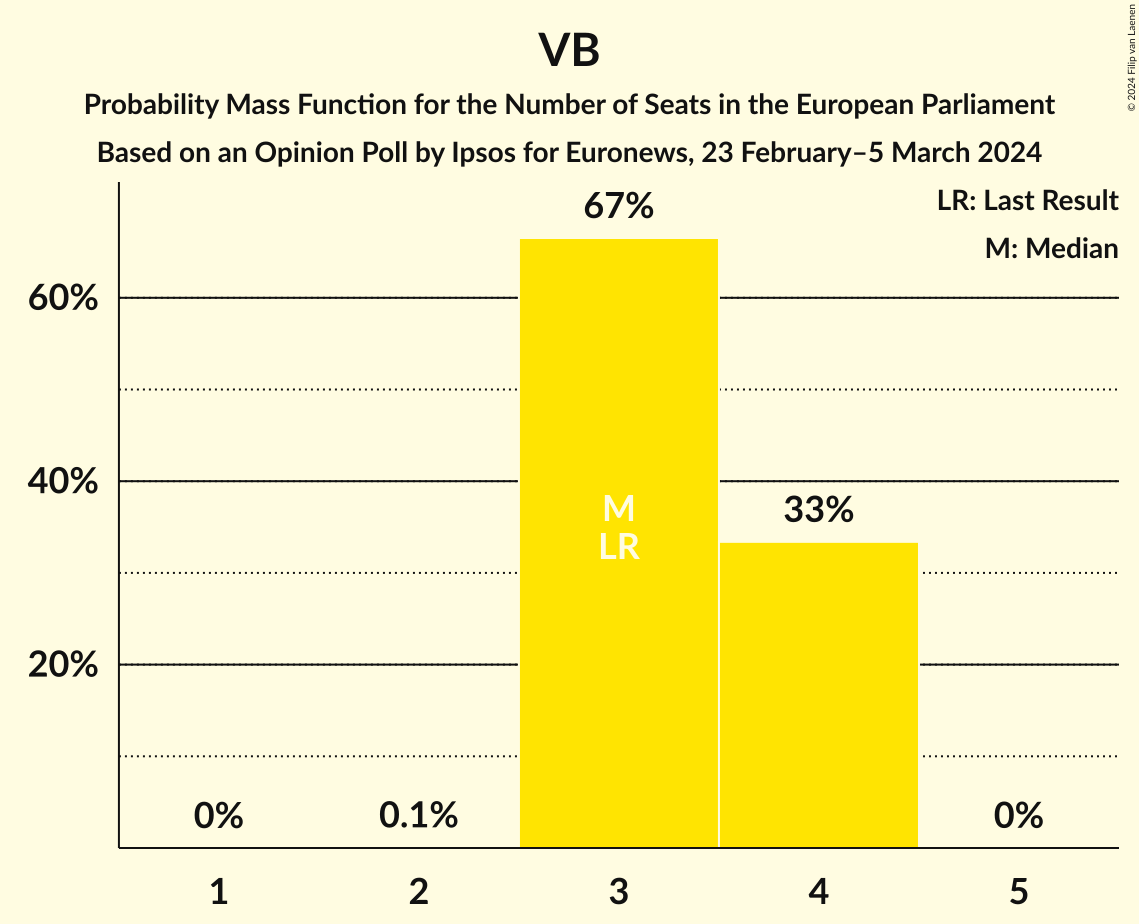 VB
Probability Mass Function for the Number of Seats in the European Parliament
Based on an Opinion Poll by Ipsos for Euronews, 23 February–5 March 2024
© 2024 Filip van Laenen
LR: Last Result
M: Median
67%
60%
40%
33%
M
LR
20%
0%
0.1%
0%
1
2
3
4
5